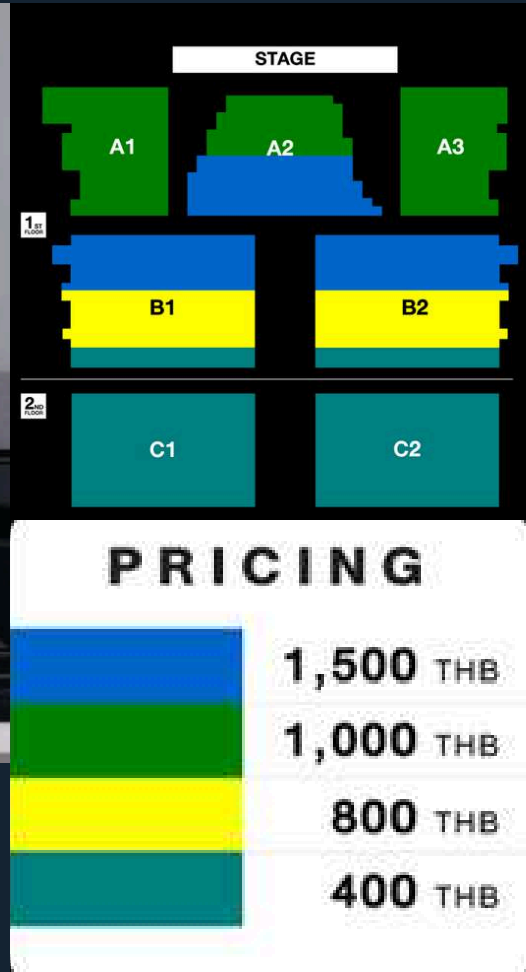 STAGE
A1
A2
A3
1ST
FLOOR
B1
B2
2ND
FLOOR
C1
C2
PRICING
1,500 THB
1,000 THB
800 THB
400 THB